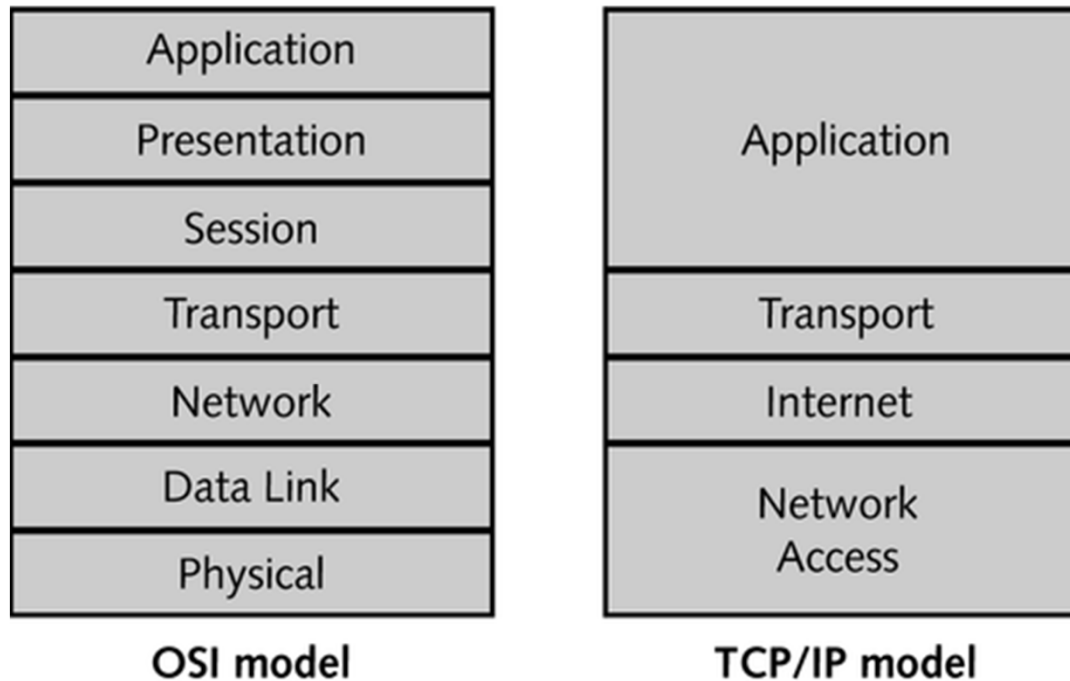 Application
Presentation
Session
Transport
Network
Data Link
Physical
OSI model
Application
Transport
Internet
Network
Access
TCP/IP model